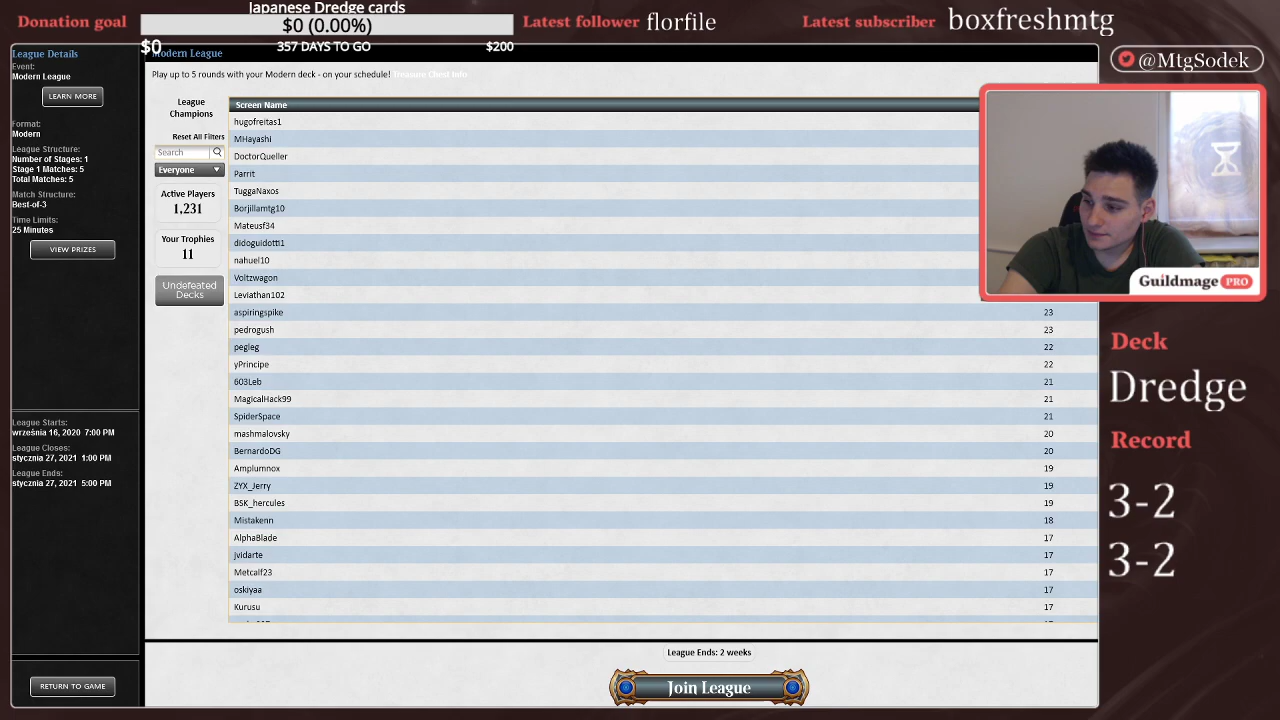 Japanese Dredge cards
Donation goal
$0 (0.00%)
$0
357 DAYS TO GO
$200
Latest follower florfile
Latest subscriber boxfreshmtg
@MtgSodek
League Details
Event:
Modern League
LEARN MORE
Format:
Modern
League Structure:
Number of Stages: 1
Stage 1 Matches: 5
Total Matches: 5
Match Structure:
Best-of-3
Time Limits:
25 Minutes
VIEW PRIZES
League Starts:
września 16, 2020 7:00 PM
League Closes:
stycznia 27, 2021 1:00 PM
League Ends:
stycznia 27, 2021 5:00 PM
RETURN TO GAME
Modern League
Play up to 5 rounds with your Modern deck - on your schedule! Treasure Chest Info
League
Champions
Reset All Filters
Search
Everyone
Active Players
1,231
Your Trophies
11
Undefeated
Decks
Screen Name
hugofreitas1
MHayashi
DoctorQueller
Parrit
TuggaNaxos
Borjillamtg10
Mateusf34
didoguidotti1
nahuel10
Voltzwagon
Leviathan102
aspiringspike 23
pedrogush 23
pegleg 22
yPrincipe 22
603Leb 21
MagicalHack99 21
SpiderSpace 21
mashmalovsky 20
BernardoDG 20
Amplumnox 19
ZYX_Jerry 19
BSK_hercules 19
Mistakenn 18
AlphaBlade 17
jvidarte 17
Metcalf23 17
oskiyaa 17
Kurusu 17
League Ends: 2 weeks
Join League
Guildmage PRO
Deck
Dredge
Record
3-2
3-2